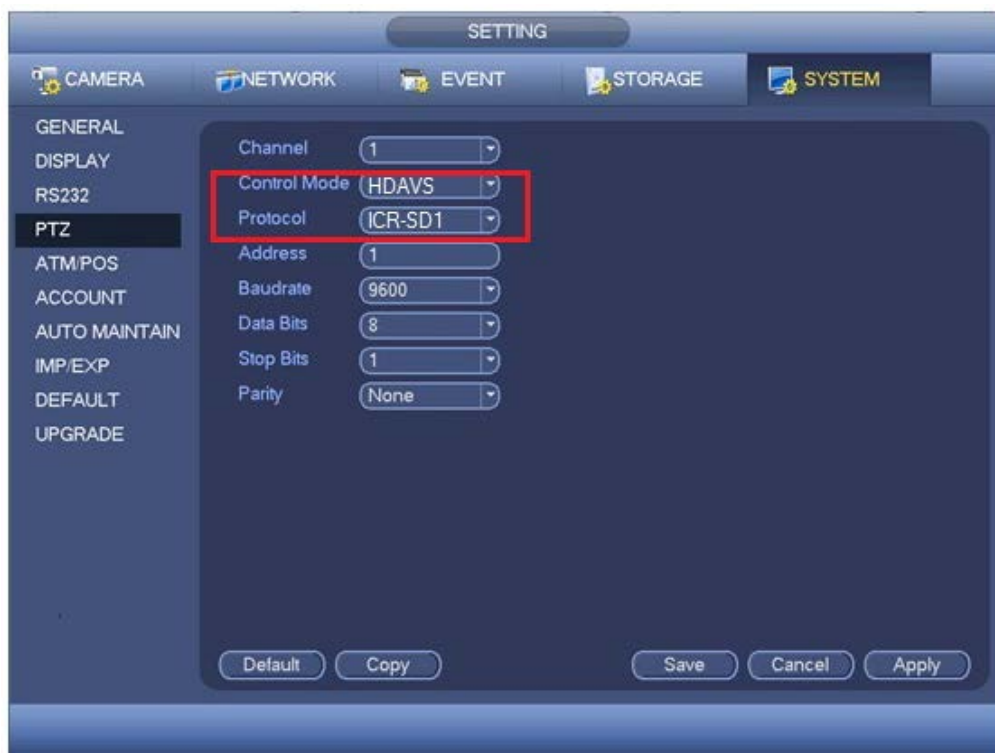 SETTING
CAMERA NETWORK EVENT STORAGE SYSTEM
GENERAL
DISPLAY
RS232
PTZ
ATM/POS
ACCOUNT
AUTO MAINTAIN
IMP/EXP
DEFAULT
UPGRADE
Channel 1
Control Mode HDAVS
Protocol ICR-SD1
Address 1
Baudrate 9600
Data Bits 8
Stop Bits 1
Parity None
Default Copy Save Cancel Apply